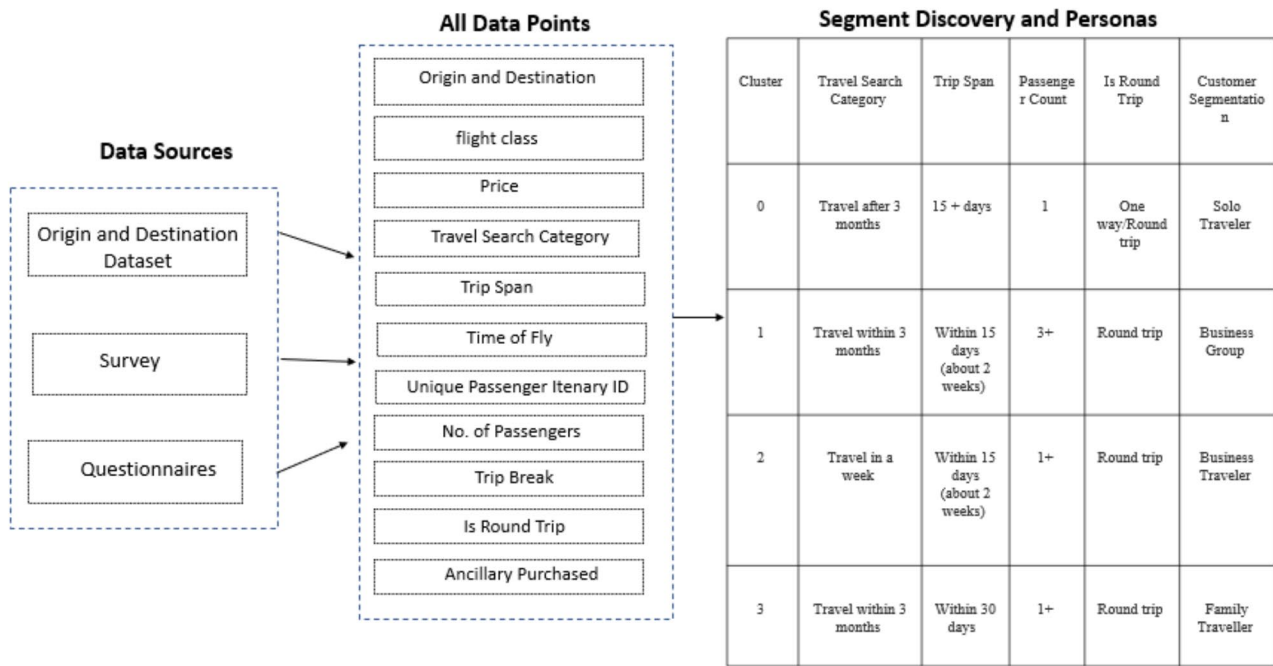 Data Sources
Origin and Destination
Dataset
Survey
Questionnaires
All Data Points
Origin and Destination
flight class
Price
Travel Search Category
Trip Span
Time of Fly
Unique Passenger Itenary ID
No. of Passengers
Trip Break
Is Round Trip
Ancillary Purchased
Segment Discovery and Personas
Cluster
Travel Search
Category
Trip Span
Passenge
r Count
Is Round
Trip
Customer
Segmentatio
n
0
Travel after 3
months
15 + days
1
One
way/Round
trip
Solo
Traveler
1
Travel within 3
months
Within 15
days
(about 2
weeks)
3+
Round trip
Business
Group
2
Travel in a
week
Within 15
days
(about 2
weeks)
1+
Round trip
Business
Traveler
3
Travel within 3
months
Within 30
days
1+
Round trip
Family
Traveller